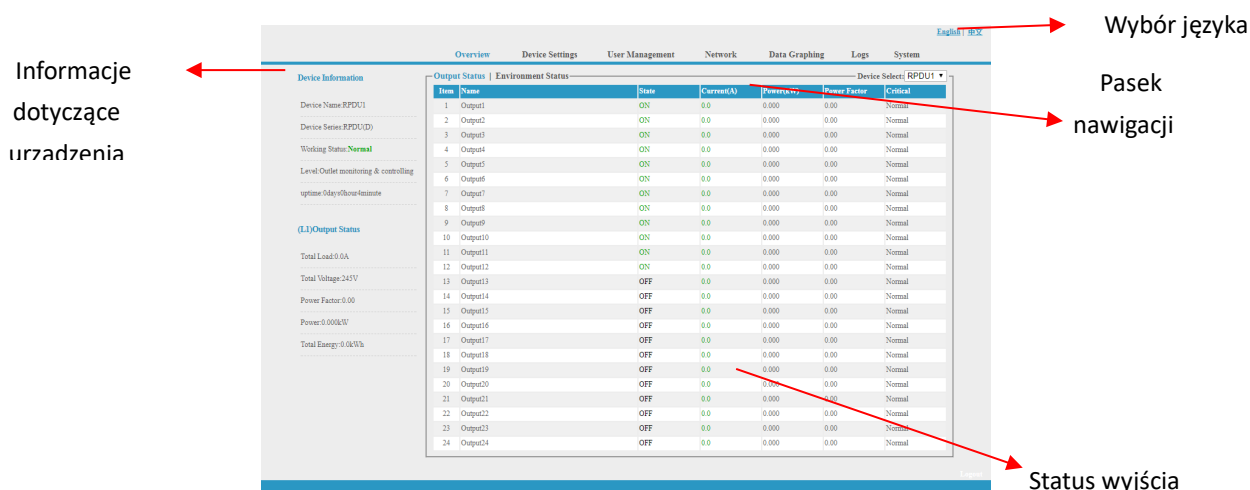 English | 中文
Wybór języka
Overview Device Settings User Management Network Data Graphing Logs System
Informacje
dotyczące
urządzenia
Pasek
nawigacji
Device Information
Device Name:RPDU1
Device Series:RPDU(D)
Working Status:Normal
Level:Outlet monitoring & controlling
uptime:0days0hour4minute
(L1)Output Status
Total Load:0.0A
Total Voltage:245V
Power Factor:0.00
Power:0.000kW
Total Energy:0.0kWh
Output Status | Environment Status
Device Select: RPDU1
Item Name State Current(A) Power(kW) Power Factor Critical
1 Output1 ON 0.0 0.000 0.00 Normal
2 Output2 ON 0.0 0.000 0.00 Normal
3 Output3 ON 0.0 0.000 0.00 Normal
4 Output4 ON 0.0 0.000 0.00 Normal
5 Output5 ON 0.0 0.000 0.00 Normal
6 Output6 ON 0.0 0.000 0.00 Normal
7 Output7 ON 0.0 0.000 0.00 Normal
8 Output8 ON 0.0 0.000 0.00 Normal
9 Output9 ON 0.0 0.000 0.00 Normal
10 Output10 ON 0.0 0.000 0.00 Normal
11 Output11 ON 0.0 0.000 0.00 Normal
12 Output12 ON 0.0 0.000 0.00 Normal
13 Output13 OFF 0.0 0.000 0.00 Normal
14 Output14 OFF 0.0 0.000 0.00 Normal
15 Output15 OFF 0.0 0.000 0.00 Normal
16 Output16 OFF 0.0 0.000 0.00 Normal
17 Output17 OFF 0.0 0.000 0.00 Normal
18 Output18 OFF 0.0 0.000 0.00 Normal
19 Output19 OFF 0.0 0.000 0.00 Normal
20 Output20 OFF 0.0 0.000 0.00 Normal
21 Output21 OFF 0.0 0.000 0.00 Normal
22 Output22 OFF 0.0 0.000 0.00 Normal
23 Output23 OFF 0.0 0.000 0.00 Normal
24 Output24 OFF 0.0 0.000 0.00 Normal
Logout
Status wyjścia